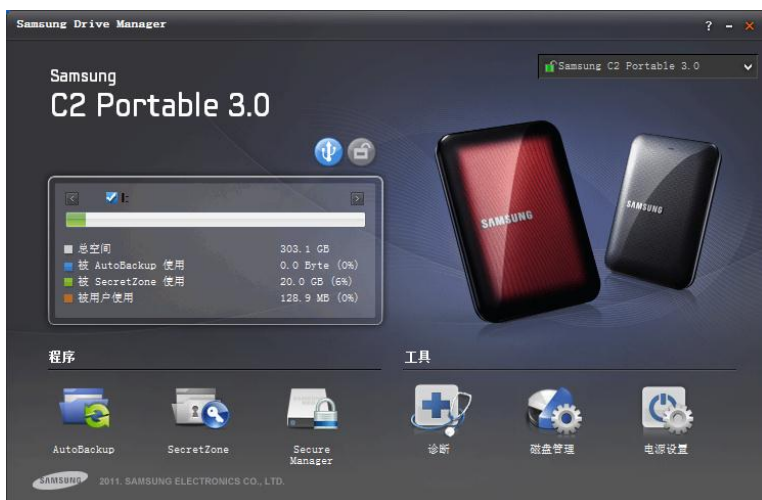 Samsung Drive Manager
Samsung C2 Portable 3.0
Samsung
C2 Portable 3.0
I:
总空间 303.1 GB
被 AutoBackup 使用 0.0 Byte (0%)
被 SecretZone 使用 20.0 GB (6%)
被用户使用 128.9 MB (0%)
SAMSUNG
SAMSUNG
程序
工具
AutoBackup
SecretZone
Secure
Manager
诊断
磁盘管理
电源设置
SAMSUNG 2011. SAMSUNG ELECTRONICS CO., LTD.